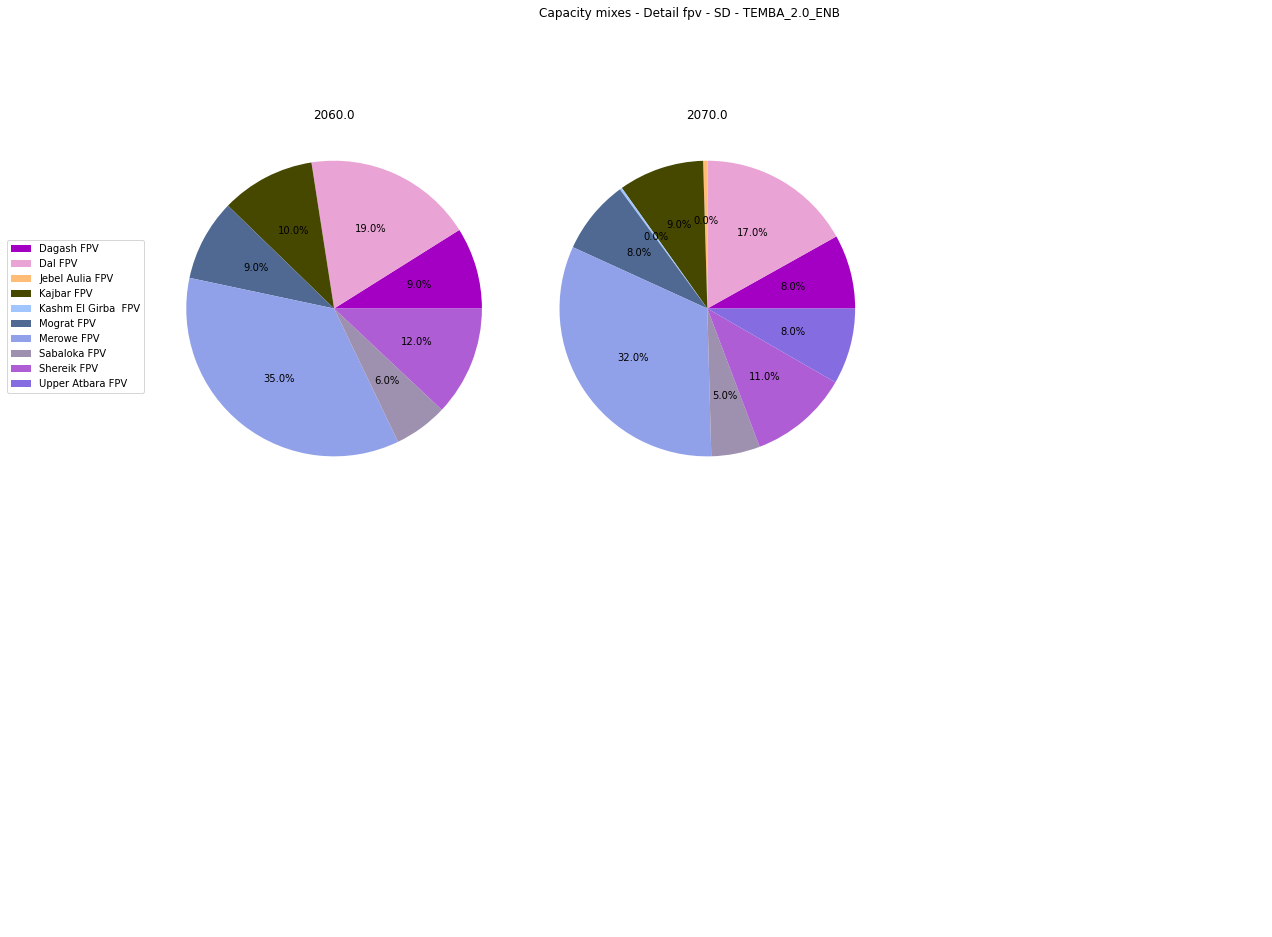 Capacity mixes - Detail fpv - SD - TEMBA_2.0_ENB
2060.0
2070.0
Dagash FPV
Dal FPV
Jebel Aulia FPV
Kajbar FPV
Kashm El Girba  FPV
Mograt FPV
Merowe FPV
Sabaloka FPV
Shereik FPV
Upper Atbara FPV
9.0%
19.0%
10.0%
9.0%
35.0%
6.0%
12.0%
8.0%
17.0%
0.0%
9.0%
0.0%
8.0%
32.0%
5.0%
11.0%
8.0%